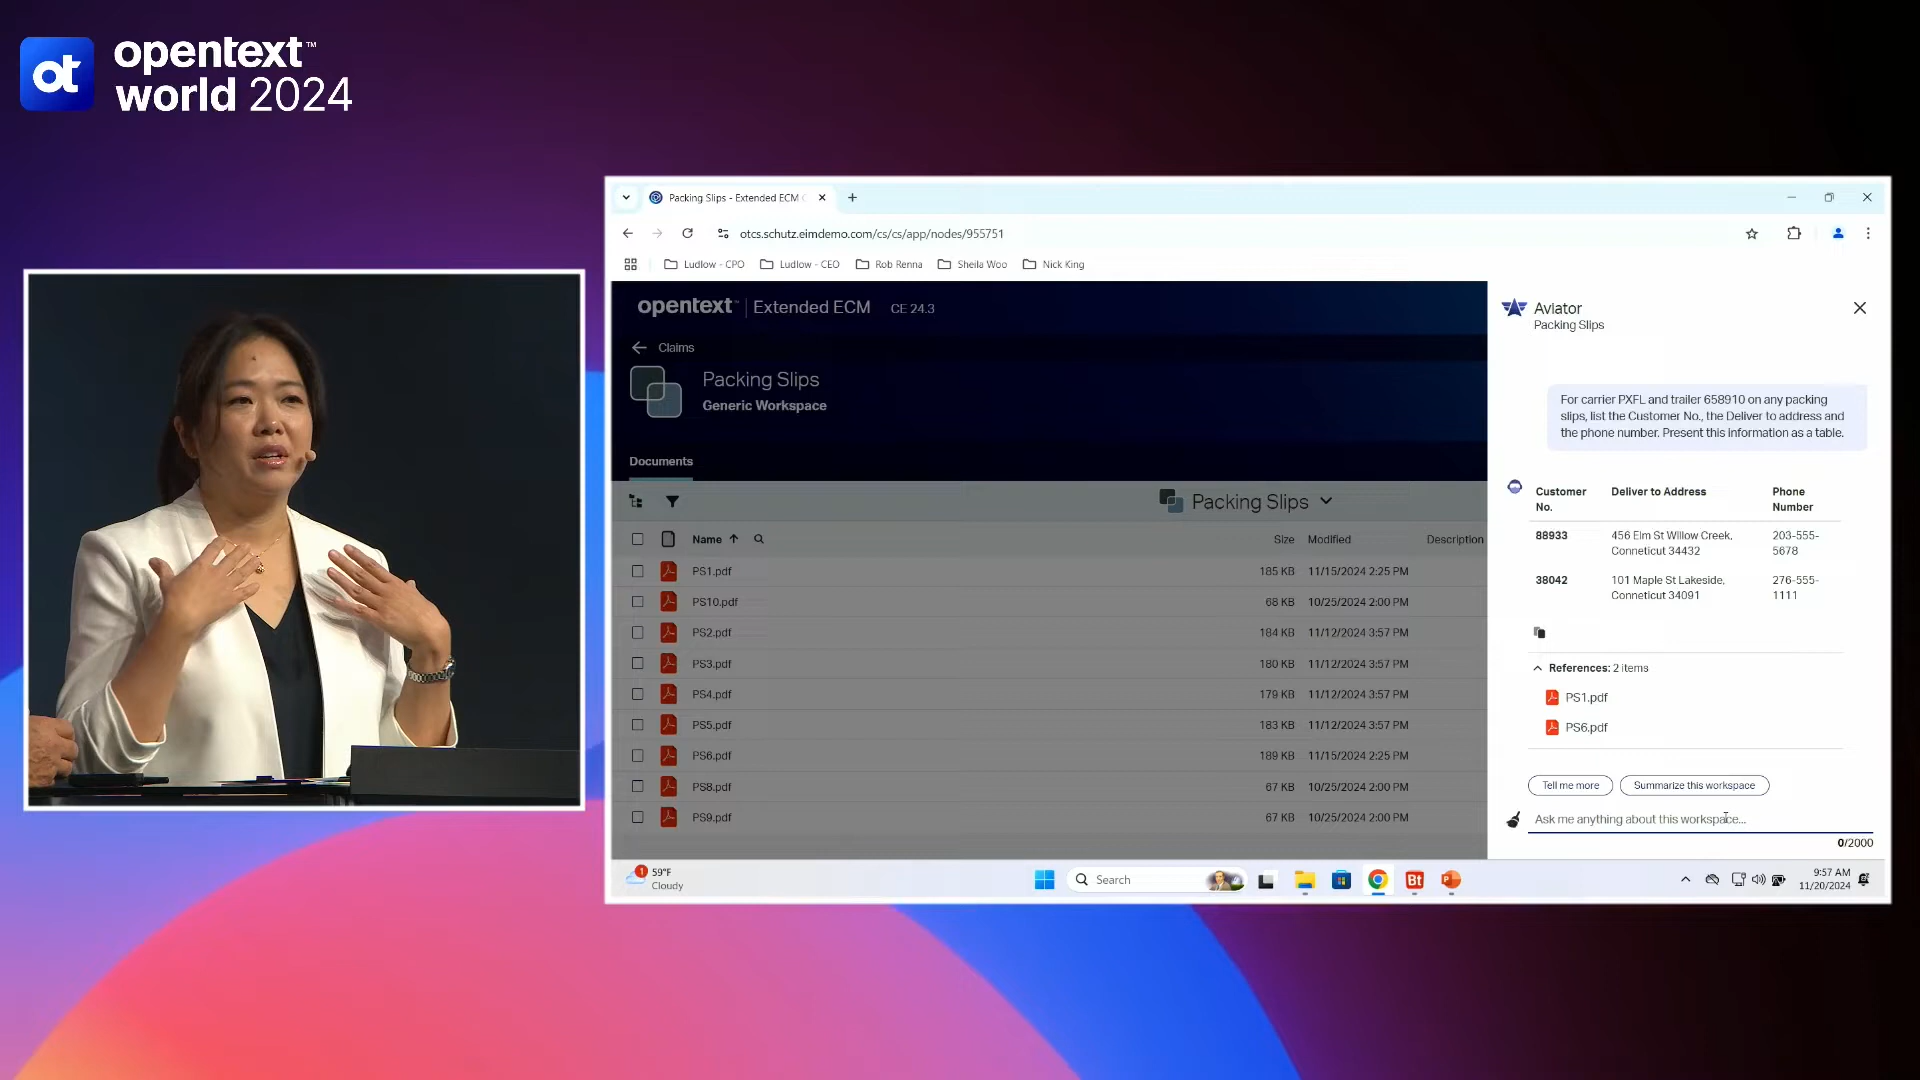 opentext™
world 2024
Packing Slips - Extended ECM
otcs.schutz.eimdemo.com/cs/cs/app/nodes/955751
Ludlow - CPO Ludlow - CEO Rob Renna Sheila Woo Nick King
opentext™ Extended ECM CE 24.3
Claims
Packing Slips
Generic Workspace
Documents
Packing Slips
Name Size Modified Description
PS1.pdf 185 KB 11/15/2024 2:25 PM
PS10.pdf 68 KB 10/25/2024 2:00 PM
PS2.pdf 184 KB 11/12/2024 3:57 PM
PS3.pdf 180 KB 11/12/2024 3:57 PM
PS4.pdf 179 KB 11/12/2024 3:57 PM
PS5.pdf 183 KB 11/12/2024 3:57 PM
PS6.pdf 189 KB 11/15/2024 2:25 PM
PS8.pdf 67 KB 10/25/2024 2:00 PM
PS9.pdf 67 KB 10/25/2024 2:00 PM
Aviator
Packing Slips
For carrier PXFL and trailer 658910 on any packing
slips, list the Customer No., the Deliver to address and
the phone number. Present this information as a table.
Customer Deliver to Address Phone
No. Number
88933 456 Elm St Willow Creek, 203-555-
Conneticut 34432 5678
38042 101 Maple St Lakeside, 276-555-
Conneticut 34091 1111
References: 2 items
PS1.pdf
PS6.pdf
Tell me more Summarize this workspace
Ask me anything about this workspace...
0/2000
1 59°F
Cloudy
Search
Bt
9:57 AM
11/20/2024